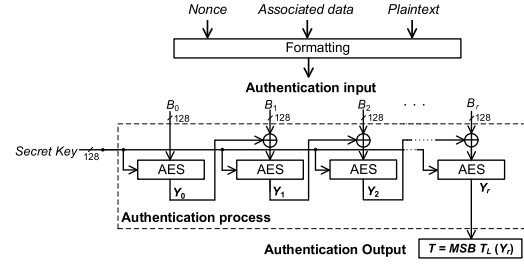 Nonce Associated data Plaintext
Formatting
Authentication input
B0 B1 B2 . . . Br
128 128 128 128
Secret Key 128
AES AES AES AES
Y0 Y1 Y2 Yr
Authentication process
Authentication Output T = MSB TL (Yr)